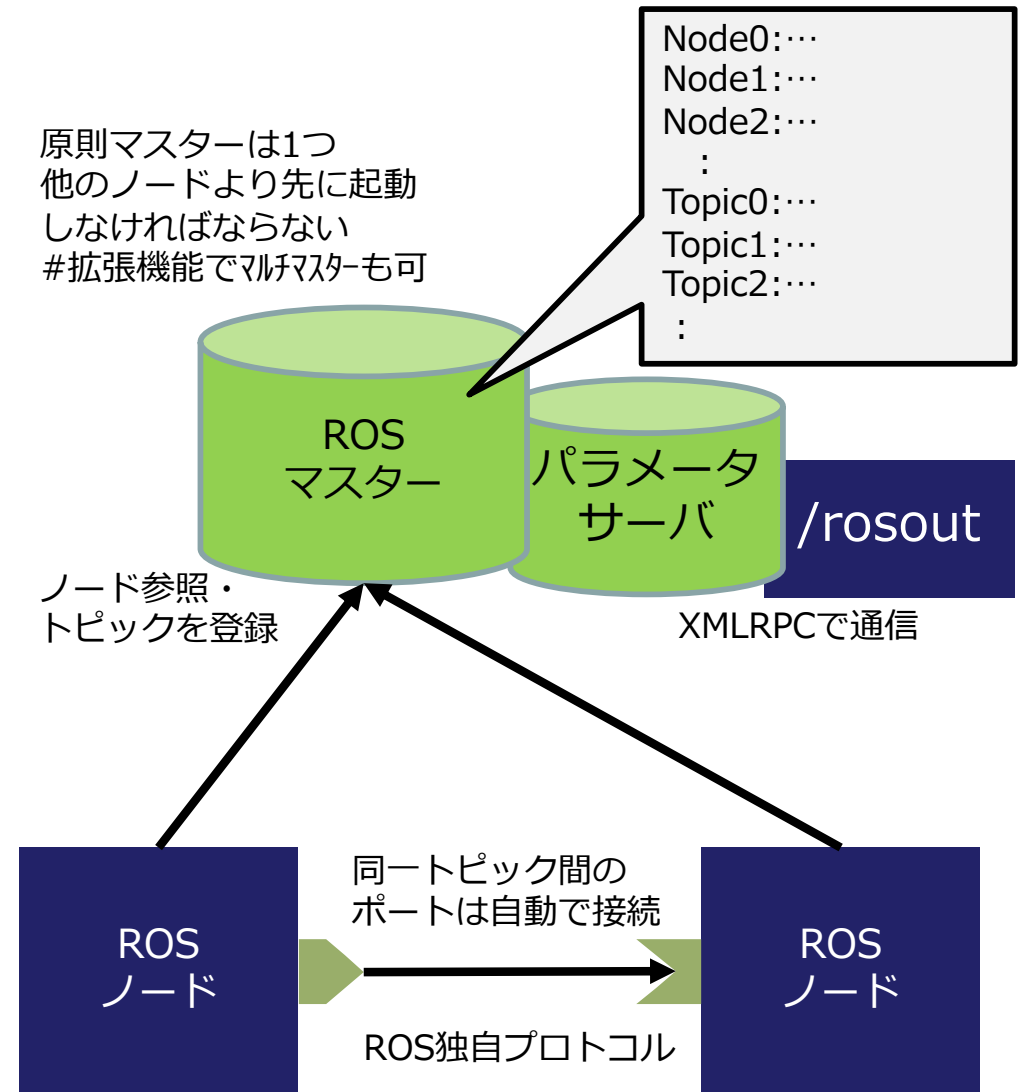 Node0:…
Node1:…
Node2:…
:
Topic0:…
Topic1:…
Topic2:…
:
原則マスターは1つ
他のノードより先に起動
しなければならない
#拡張機能でﾏﾙﾁﾏｽﾀｰも可
ROS
マスター
パラメータ
サーバ
/rosout
ノード参照・
トピックを登録
XMLRPCで通信
同一トピック間の
ポートは自動で接続
ROS
ノード
ROS
ノード
ROS独自プロトコル